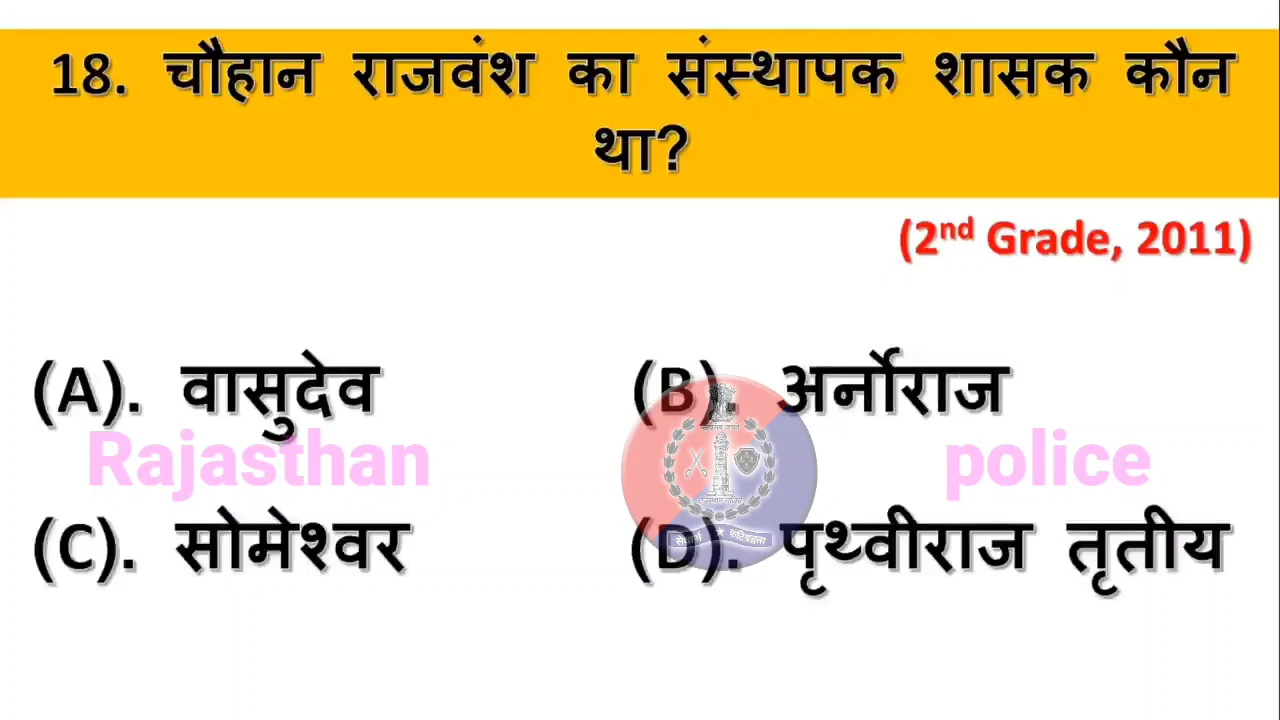 18. चौहान राजवंश का संस्थापक शासक कौन
था?
(2nd Grade, 2011)
(A). वासुदेव
(B). अर्नोराज
Rajasthan
police
(C). सोमेश्वर
(D). पृथ्वीराज तृतीय